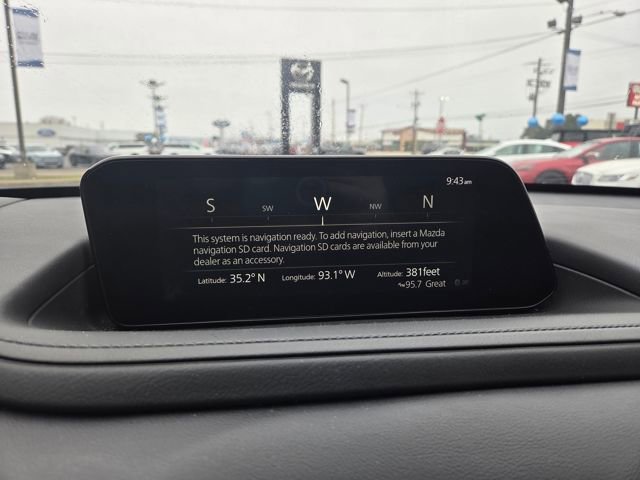 9:43 am
S SW W NW N
This system is navigation ready. To add navigation, insert a Mazda
navigation SD card. Navigation SD cards are available from your
dealer as an accessory.
Latitude: 35.2° N Longitude: 93.1° W Altitude: 381feet
95.7 Great